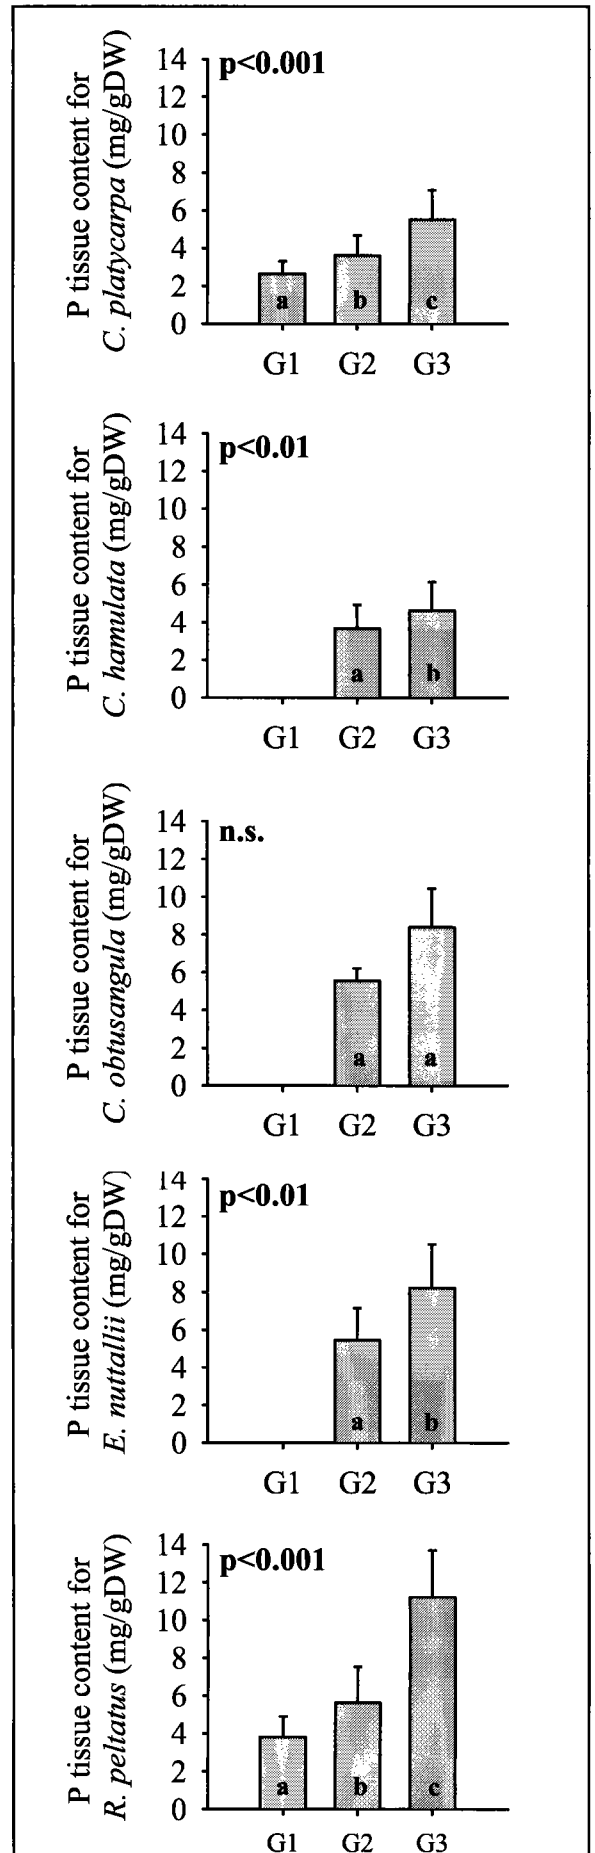 P tissue content for
C. platycarpa (mg/gDW)
14
12
10
8
6
4
2
0
p<0.001
a
b
c
G1 G2 G3
P tissue content for
C. hamulata (mg/gDW)
14
12
10
8
6
4
2
0
p<0.01
a
b
G1 G2 G3
P tissue content for
C. obtusangula (mg/gDW)
14
12
10
8
6
4
2
0
n.s.
a
a
G1 G2 G3
P tissue content for
E. nuttallii (mg/gDW)
14
12
10
8
6
4
2
0
p<0.01
a
b
G1 G2 G3
P tissue content for
R. peltatus (mg/gDW)
14
12
10
8
6
4
2
0
p<0.001
a
b
c
G1 G2 G3